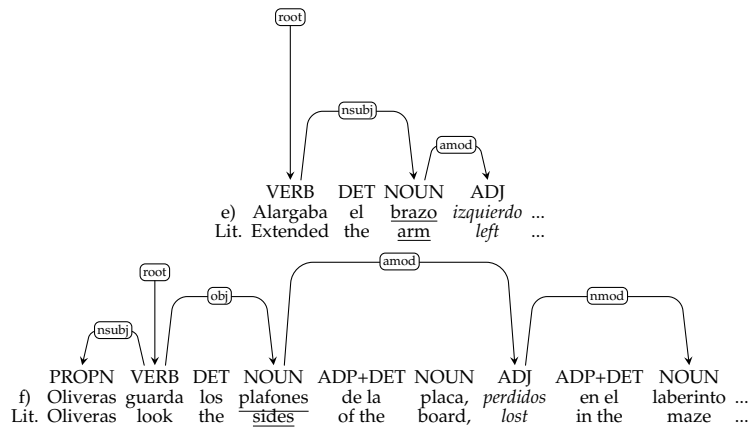 root
nsubj
amod
VERB DET NOUN ADJ
e) Alargaba el brazo izquierdo ...
Lit. Extended the arm left ...
amod
root
obj
nmod
nsubj
PROPN VERB DET NOUN ADP+DET NOUN ADJ ADP+DET NOUN
f) Oliveras guarda los plafones de la placa, perdidos en el laberinto ...
Lit. Oliveras look the sides of the board, lost in the maze ...